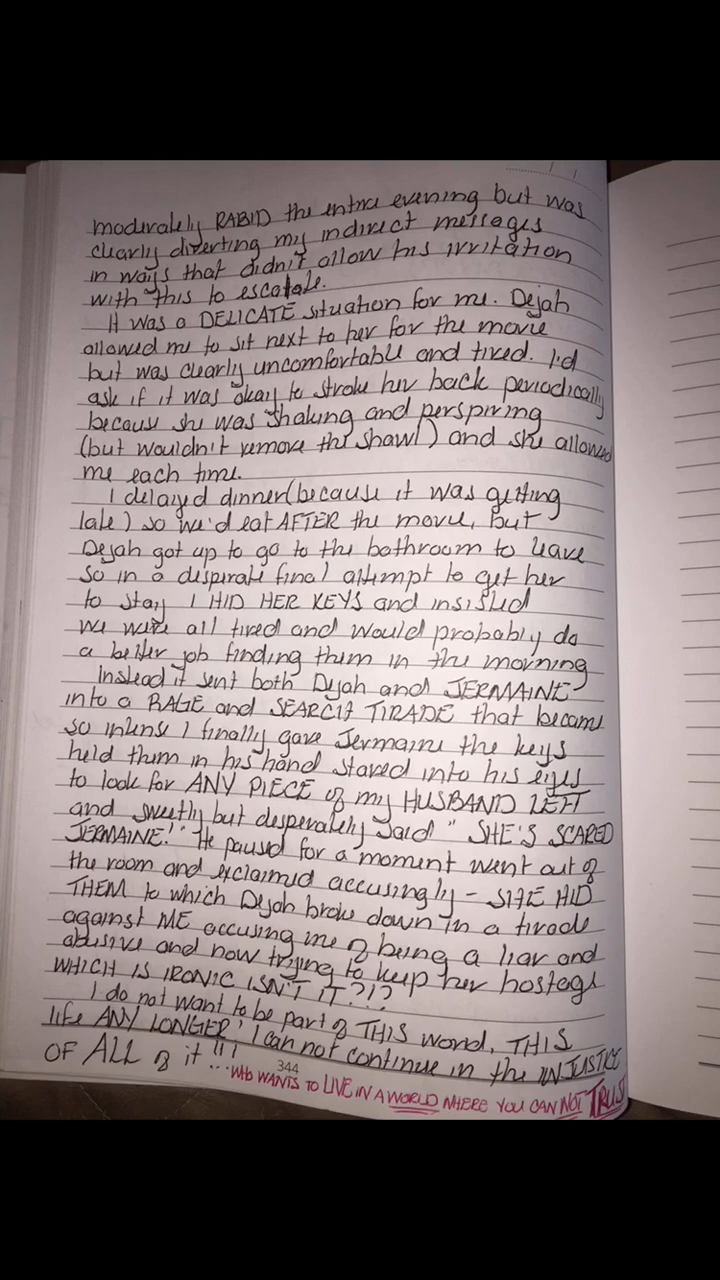 moderately RABID the entire evening but was
clearly diverting my indirect messages
in ways that didn't allow his irritation
with this to escalate.
It was a DELICATE situation for me. Dejah
allowed me to sit next to her for the movie
but was clearly uncomfortable and tired. I'd
ask if it was okay to stroke her back periodically
because she was shaking and perspiring
(but wouldn't remove the shawl) and she allowed
me each time.
I delayed dinner (because it was getting
late) so we'd eat AFTER the movie, but
Dejah got up to go to the bathroom to leave
so in a desperate final attempt to get her
to stay I HID HER KEYS and insisted
we were all tired and would probably do
a better job finding them in the morning
Instead it sent both Dejah and JERMAINE
into a RAGE and SEARCH TIRADE that became
so intense I finally gave Jermaine the keys
held them in his hand stared into his eyes
to look for ANY PIECE of my HUSBAND LEFT
and sweetly but desperately said "SHE'S SCARED
JERMAINE!" He paused for a moment went out of
the room and exclaimed accusingly - SHE HID
THEM to which Dejah broke down in a tirade
against ME accusing me of being a liar and
abusive and now trying to keep her hostage
WHICH IS IRONIC ISN'T IT?!?
I do not want to be part of THIS world, THIS
life ANY LONGER! I can not continue in the INJUSTICE
OF ALL of it!!!
344
...WHO WANTS TO LIVE IN A WORLD WHERE YOU CAN NOT TRUST